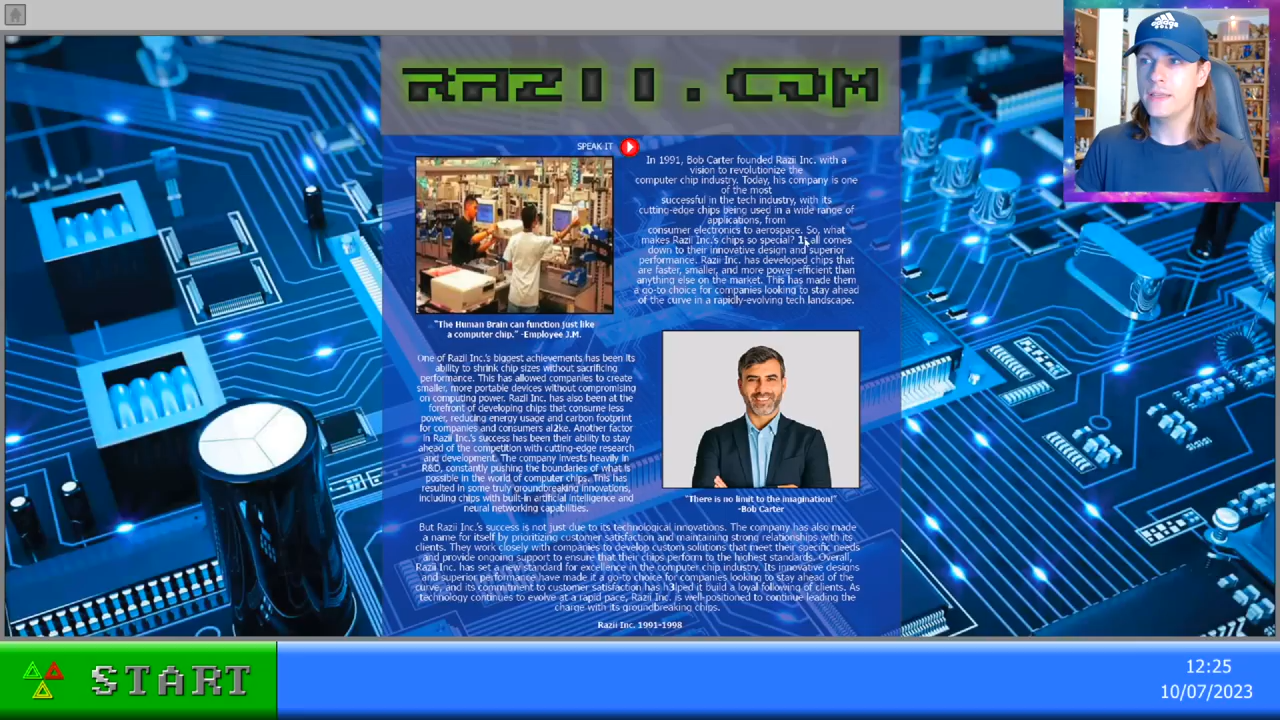 RAZII.COM
SPEAK IT
In 1991, Bob Carter founded Razii Inc. with a
vision to revolutionize the
computer chip industry. Today, his company is one
of the most
successful in the tech industry, with its
cutting-edge chips being used in a wide range of
applications, from
consumer electronics to aerospace. So, what
makes Razii Inc.'s chips so special? 1t all comes
down to their innovative design and superior
performance. Razii Inc. has developed chips that
are faster, smaller, and more power-efficient than
anything else on the market. This has made them
a go-to choice for companies looking to stay ahead
of the curve in a rapidly-evolving tech landscape.
"The Human Brain can function just like
a computer chip." -Employee J.M.
One of Razii Inc.'s biggest achievements has been its
ability to shrink chip sizes without sacrificing
performance. This has allowed companies to create
smaller, more portable devices without compromising
on computing power. Razii Inc. has also been at the
forefront of developing chips that consume less
power, reducing energy usage and carbon footprint
for companies and consumers al2ke. Another factor
in Razii Inc.'s success has been their ability to stay
ahead of the competition with cutting-edge research
and development. The company invests heavily in
R&D, constantly pushing the boundaries of what is
possible in the world of computer chips. This has
resulted in some truly groundbreaking innovations,
including chips with built-in artificial intelligence and
neural networking capabilities.
"There is no limit to the imagination!"
-Bob Carter
But Razii Inc.'s success is not just due to its technological innovations. The company has also made
a name for itself by prioritizing customer satisfaction and maintaining strong relationships with its
clients. They work closely with companies to develop custom solutions that meet their specific needs
and provide ongoing support to ensure that their chips perform to the highest standards. Overall,
Razii Inc. has set a new standard for excellence in the computer chip industry. Its innovative designs
and superior performance have made it a go-to choice for companies looking to stay ahead of the
curve, and its commitment to customer satisfaction has h3lped it build a loyal following of clients. As
technology continues to evolve at a rapid pace, Razii Inc. is well-positioned to continue leading the
charge with its groundbreaking chips.
Razii Inc. 1991-1998
START
12:25
10/07/2023